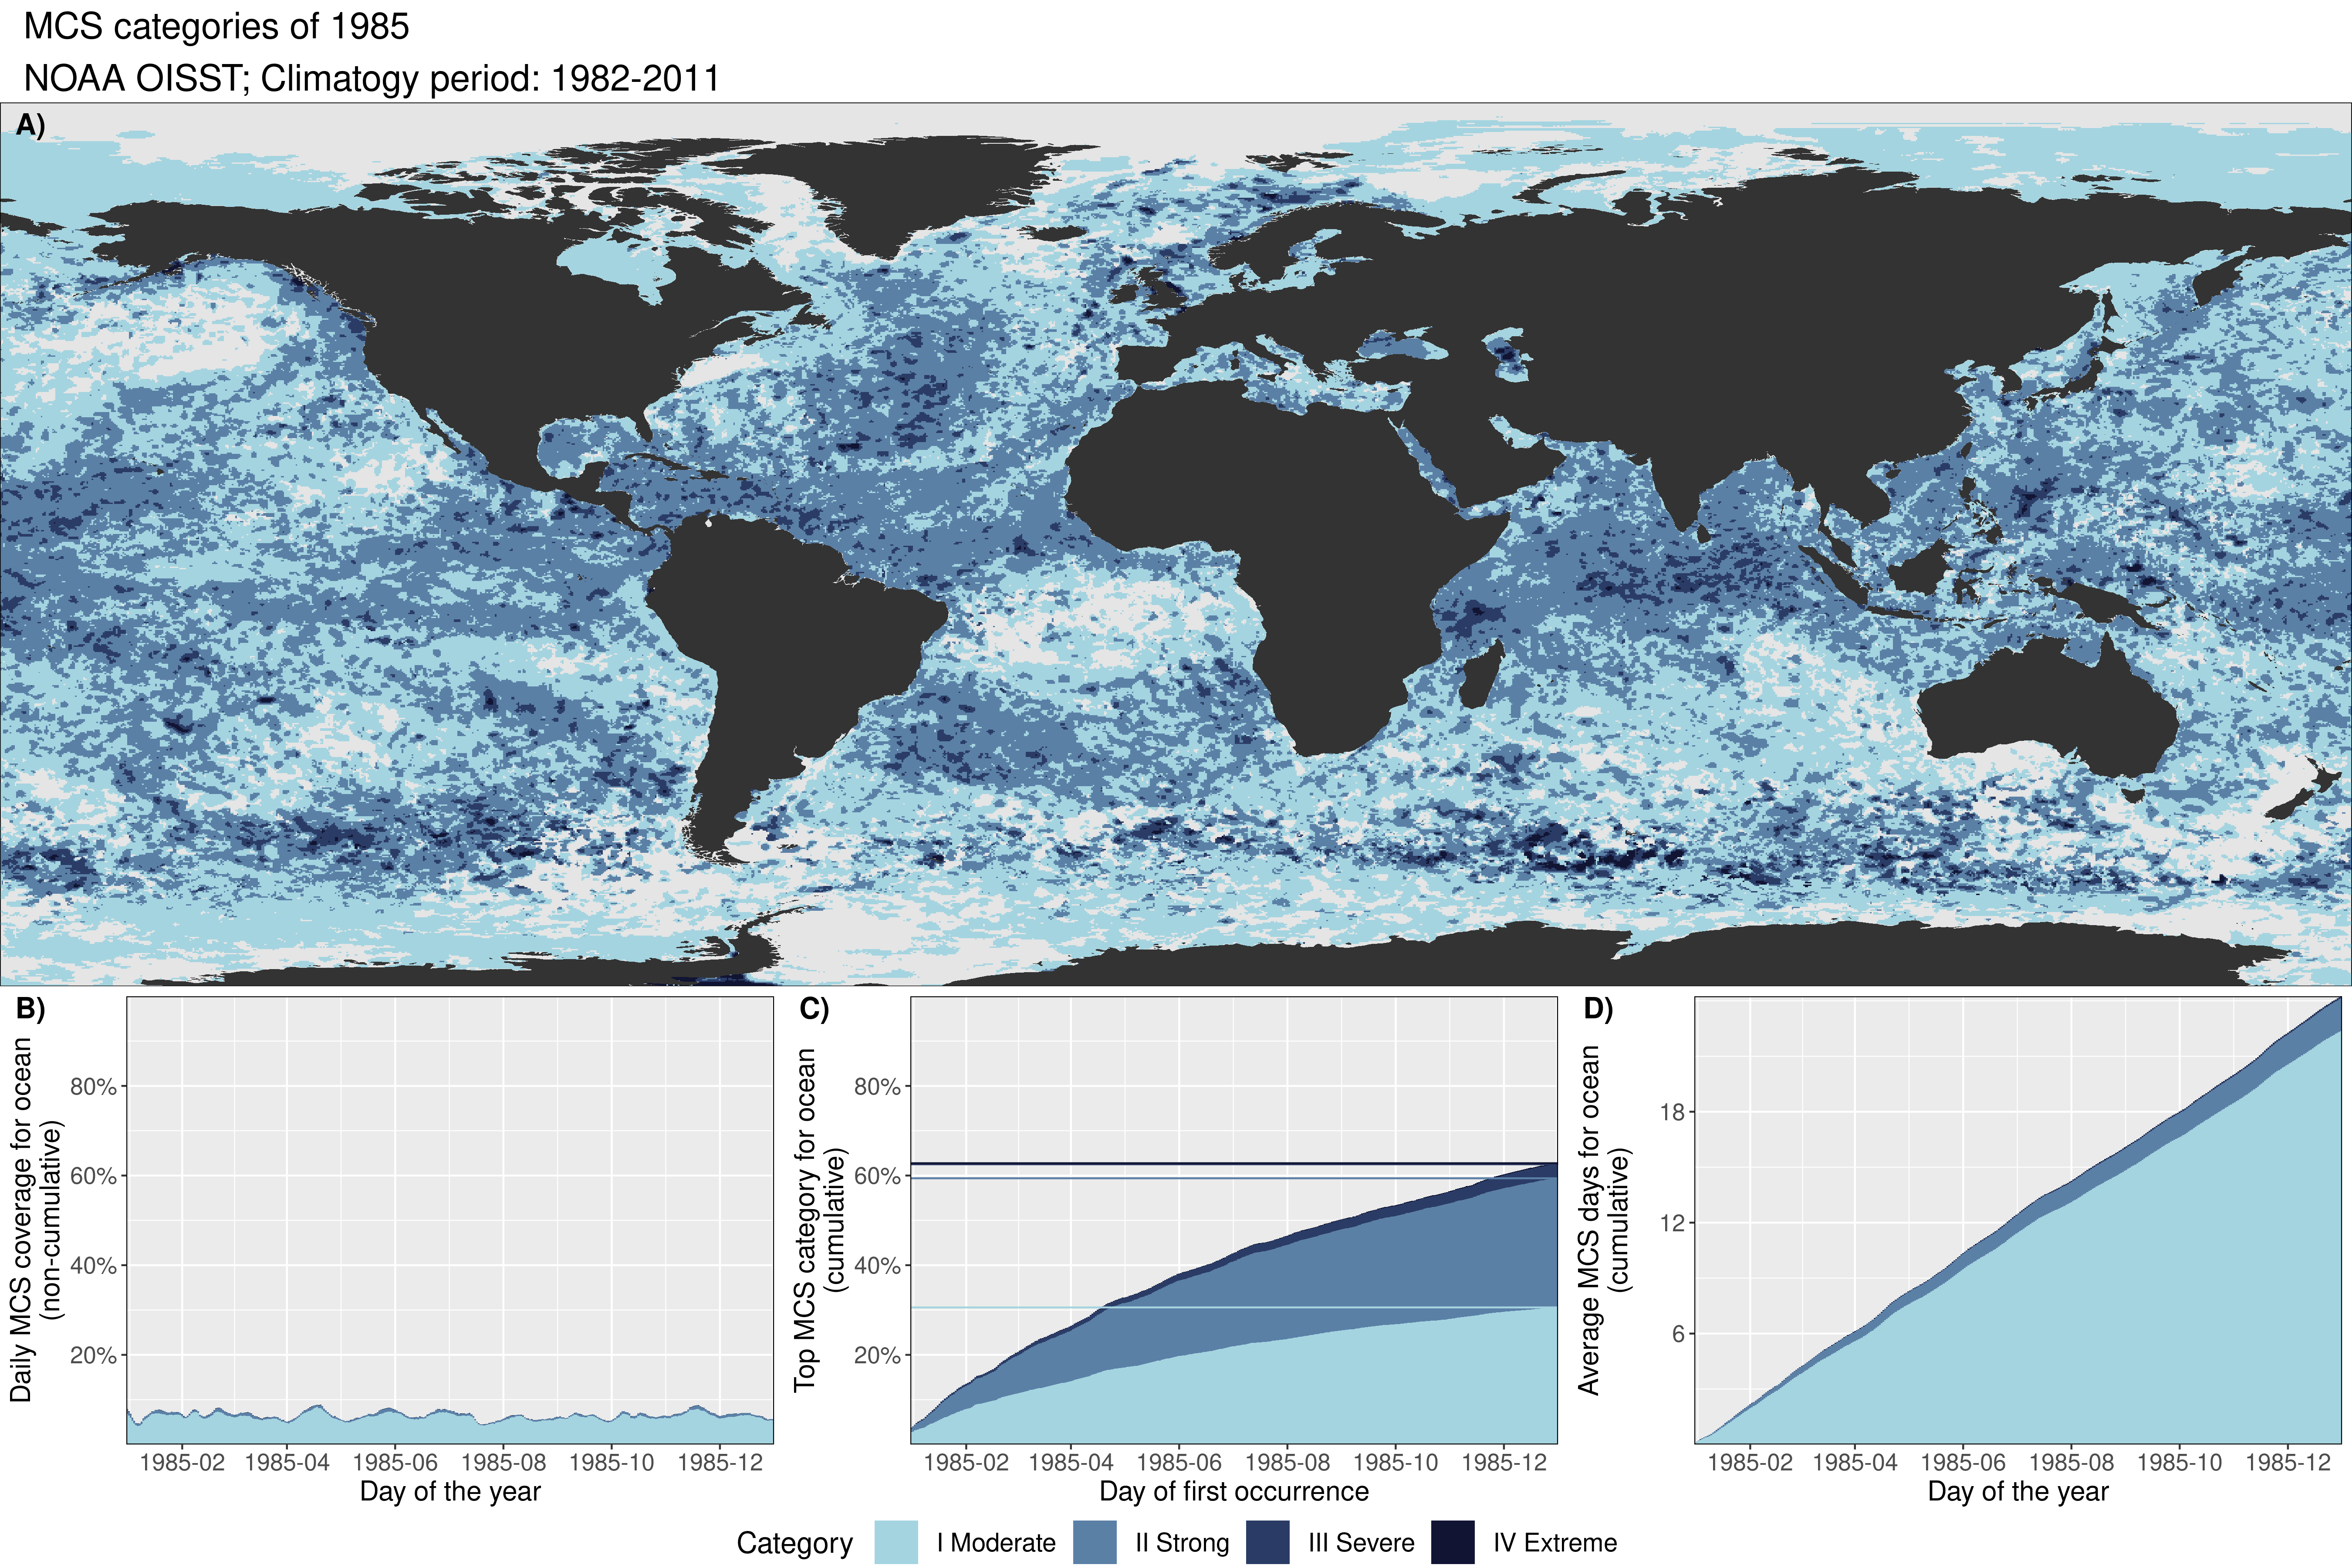 MCS categories of 1985
NOAA OISST; Climatogy period: 1982-2011
A)
B)
Daily MCS coverage for ocean
(non-cumulative)
80%
60%
40%
20%
1985-02 1985-04 1985-06 1985-08 1985-10 1985-12
Day of the year
C)
Top MCS category for ocean
(cumulative)
80%
60%
40%
20%
1985-02 1985-04 1985-06 1985-08 1985-10 1985-12
Day of first occurrence
D)
Average MCS days for ocean
(cumulative)
18
12
6
1985-02 1985-04 1985-06 1985-08 1985-10 1985-12
Day of the year
Category I Moderate II Strong III Severe IV Extreme